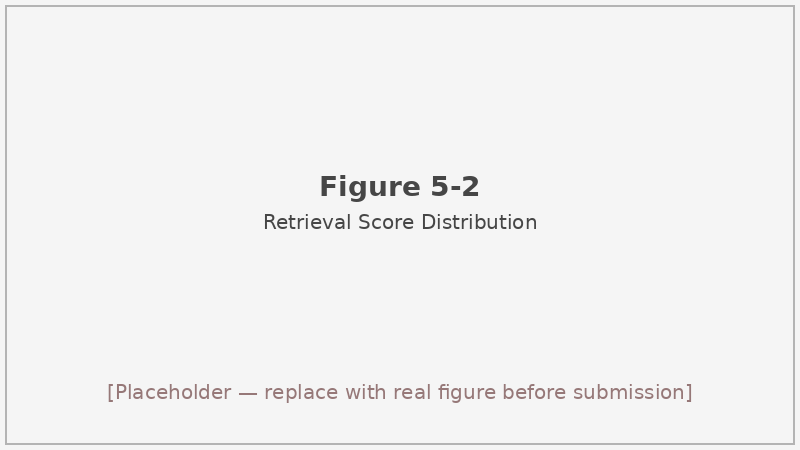 Figure 5-2
Retrieval Score Distribution
[Placeholder — replace with real figure before submission]